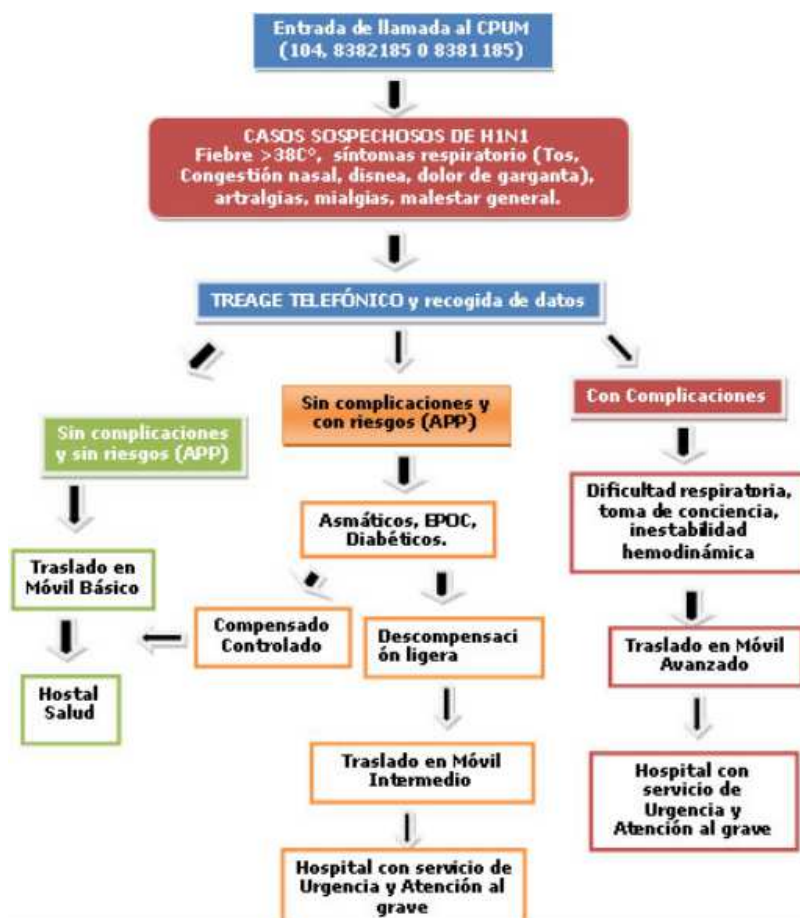 Entrada de llamada al CPUM
(104, 8382185 0 8381185)
CASOS SOSPECHOSOS DE H1N1
Fiebre >38C°, síntomas respiratorio (Tos,
Congestión nasal, disnea, dolor de garganta),
artralgias, mialgias, malestar general.
TREAGE TELEFÓNICO y recogida de datos
Sin complicaciones
y sin riesgos (APP)
Sin complicaciones y
con riesgos (APP)
Con Complicaciones
Traslado en
Móvil Básico
Hostal
Salud
Asmáticos, EPOC,
Diabéticos.
Compensado
Controlado
Descompensaci
ón ligera
Traslado en Móvil
Intermedio
Hospital con servicio de
Urgencia y Atención al
grave
Dificultad respiratoria,
toma de conciencia,
inestabilidad
hemodinámica
Traslado en Móvil
Avanzado
Hospital con
servicio de
Urgencia y
Atención al grave